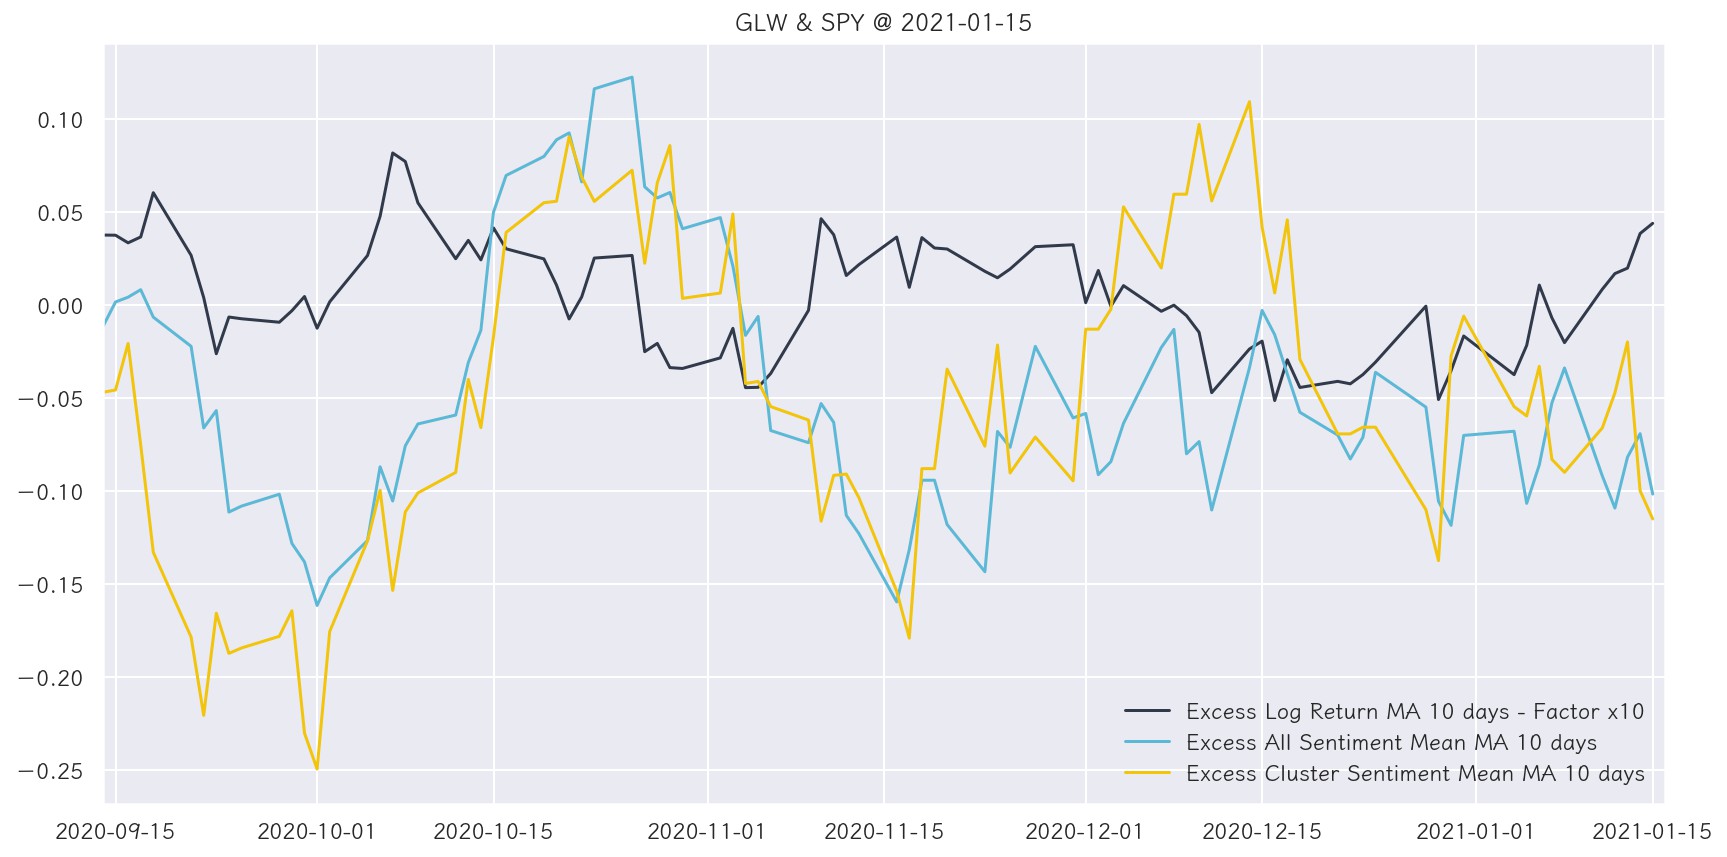 GLW & SPY @ 2021-01-15
0.10
0.05
0.00
−0.05
−0.10
−0.15
−0.20
−0.25
Excess Log Return MA 10 days - Factor x10
Excess All Sentiment Mean MA 10 days
Excess Cluster Sentiment Mean MA 10 days
2020-09-15 2020-10-01 2020-10-15 2020-11-01 2020-11-15 2020-12-01 2020-12-15 2021-01-01 2021-01-15